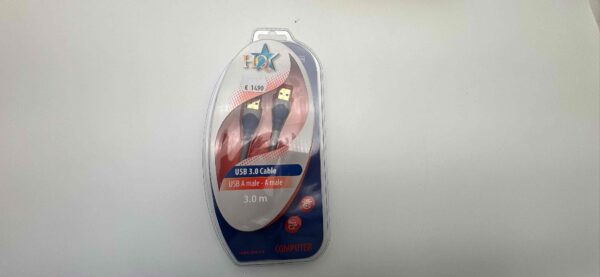 HQ
€ 1490
USB 3.0 Cable
USB A male - A male
3.0 m
COMPUTER